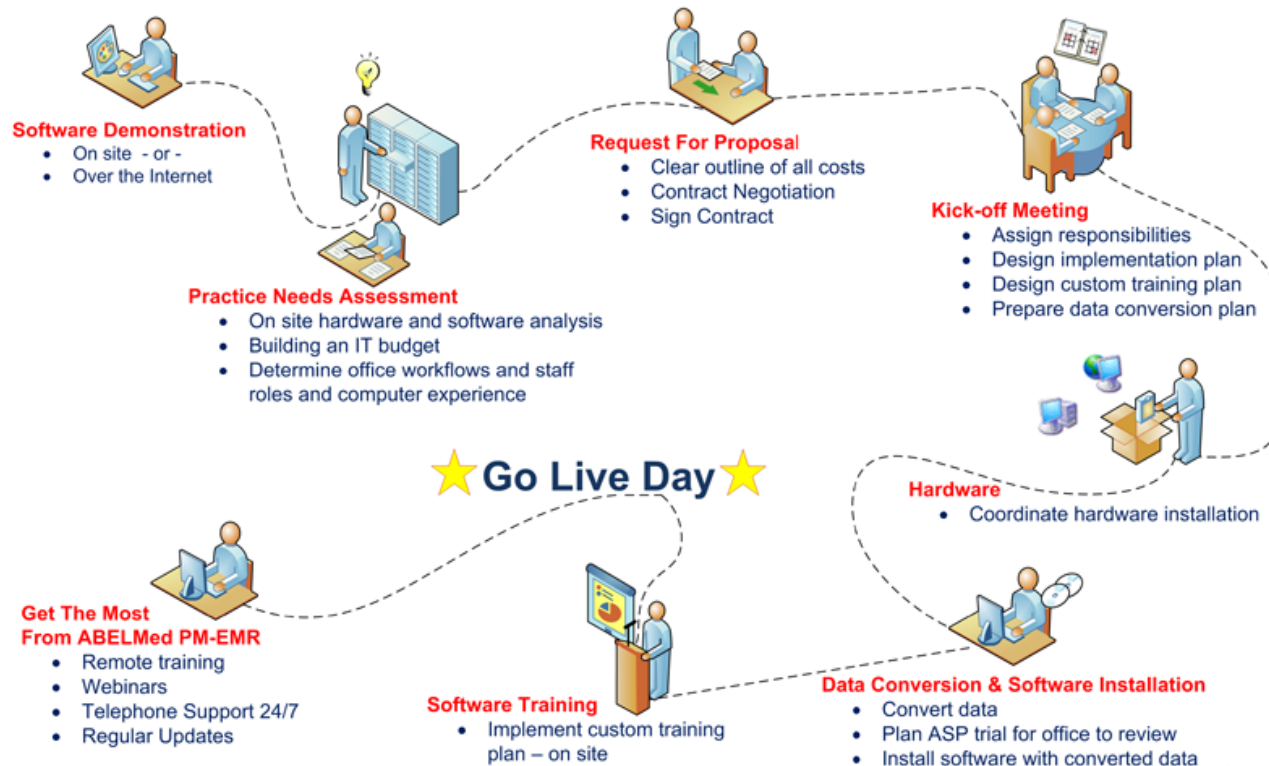 Software Demonstration
• On site - or -
• Over the Internet
Practice Needs Assessment
• On site hardware and software analysis
• Building an IT budget
• Determine office workflows and staff
roles and computer experience
Request For Proposal
• Clear outline of all costs
• Contract Negotiation
• Sign Contract
Kick-off Meeting
• Assign responsibilities
• Design implementation plan
• Design custom training plan
• Prepare data conversion plan
Hardware
• Coordinate hardware installation
Data Conversion & Software Installation
• Convert data
• Plan ASP trial for office to review
• Install software with converted data
Software Training
• Implement custom training
plan – on site
Go Live Day
Get The Most
From ABELMed PM-EMR
• Remote training
• Webinars
• Telephone Support 24/7
• Regular Updates